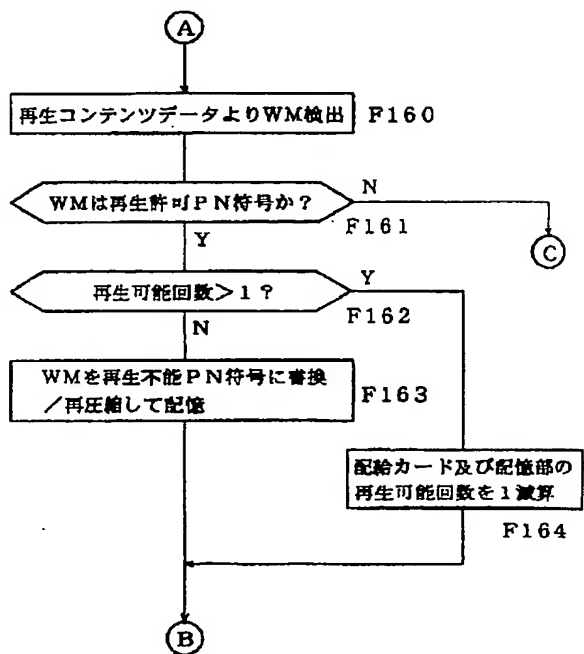 A
再生コンテンツデータよりWM検出 F160
WMは再生許可PN符号か? N
F161
C
Y
再生可能回数>1? Y
F162
N
WMを再生不能PN符号に書換
/再圧縮して記憶
F163
配給カード及び記憶部の
再生可能回数を1減算
F164
B